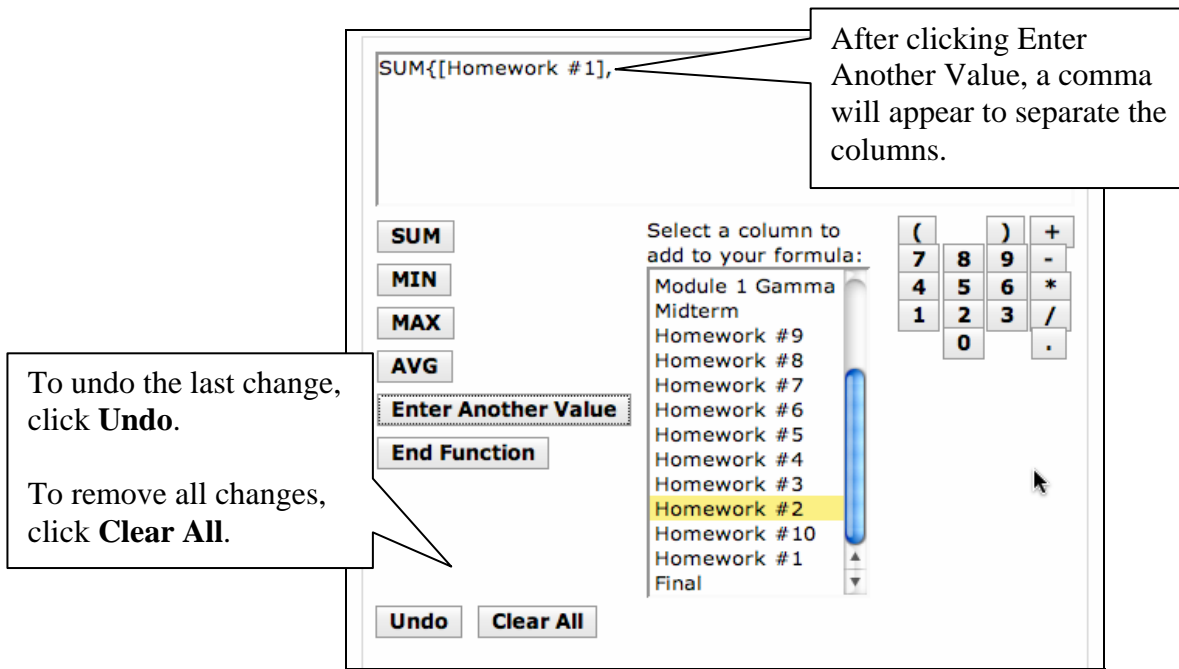 SUM{[Homework #1],
After clicking Enter
Another Value, a comma
will appear to separate the
columns.
SUM
MIN
MAX
AVG
Enter Another Value
End Function
Select a column to
add to your formula:
Module 1 Gamma
Midterm
Homework #9
Homework #8
Homework #7
Homework #6
Homework #5
Homework #4
Homework #3
Homework #2
Homework #10
Homework #1
Final
( ) +
7 8 9 -
4 5 6 *
1 2 3 /
0 .
To undo the last change,
click Undo.
To remove all changes,
click Clear All.
Undo Clear All